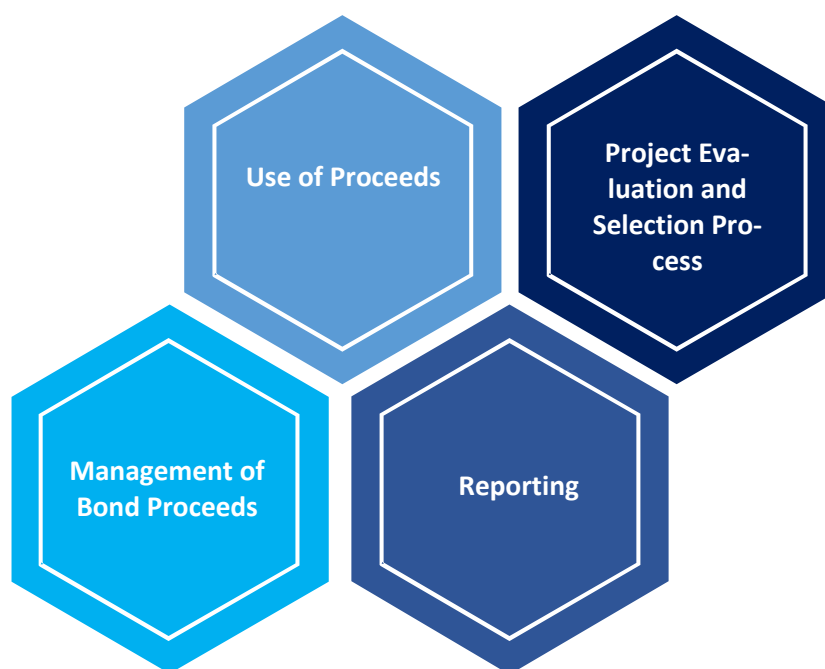 Use of Proceeds
Project Eva-
luation and
Selection Pro-
cess
Management of
Bond Proceeds
Reporting